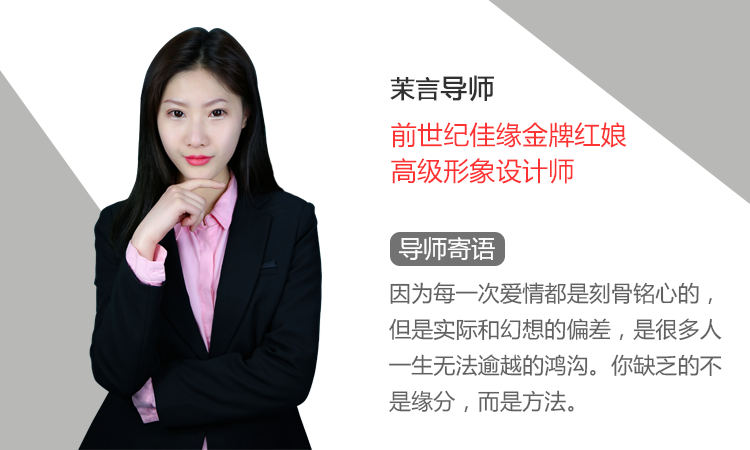 茉言导师
前世纪佳缘金牌红娘
高级形象设计师
导师寄语
因为每一次爱情都是刻骨铭心的，
但是实际和幻想的偏差，是很多人
一生无法逾越的鸿沟。你缺乏的不
是缘分，而是方法。